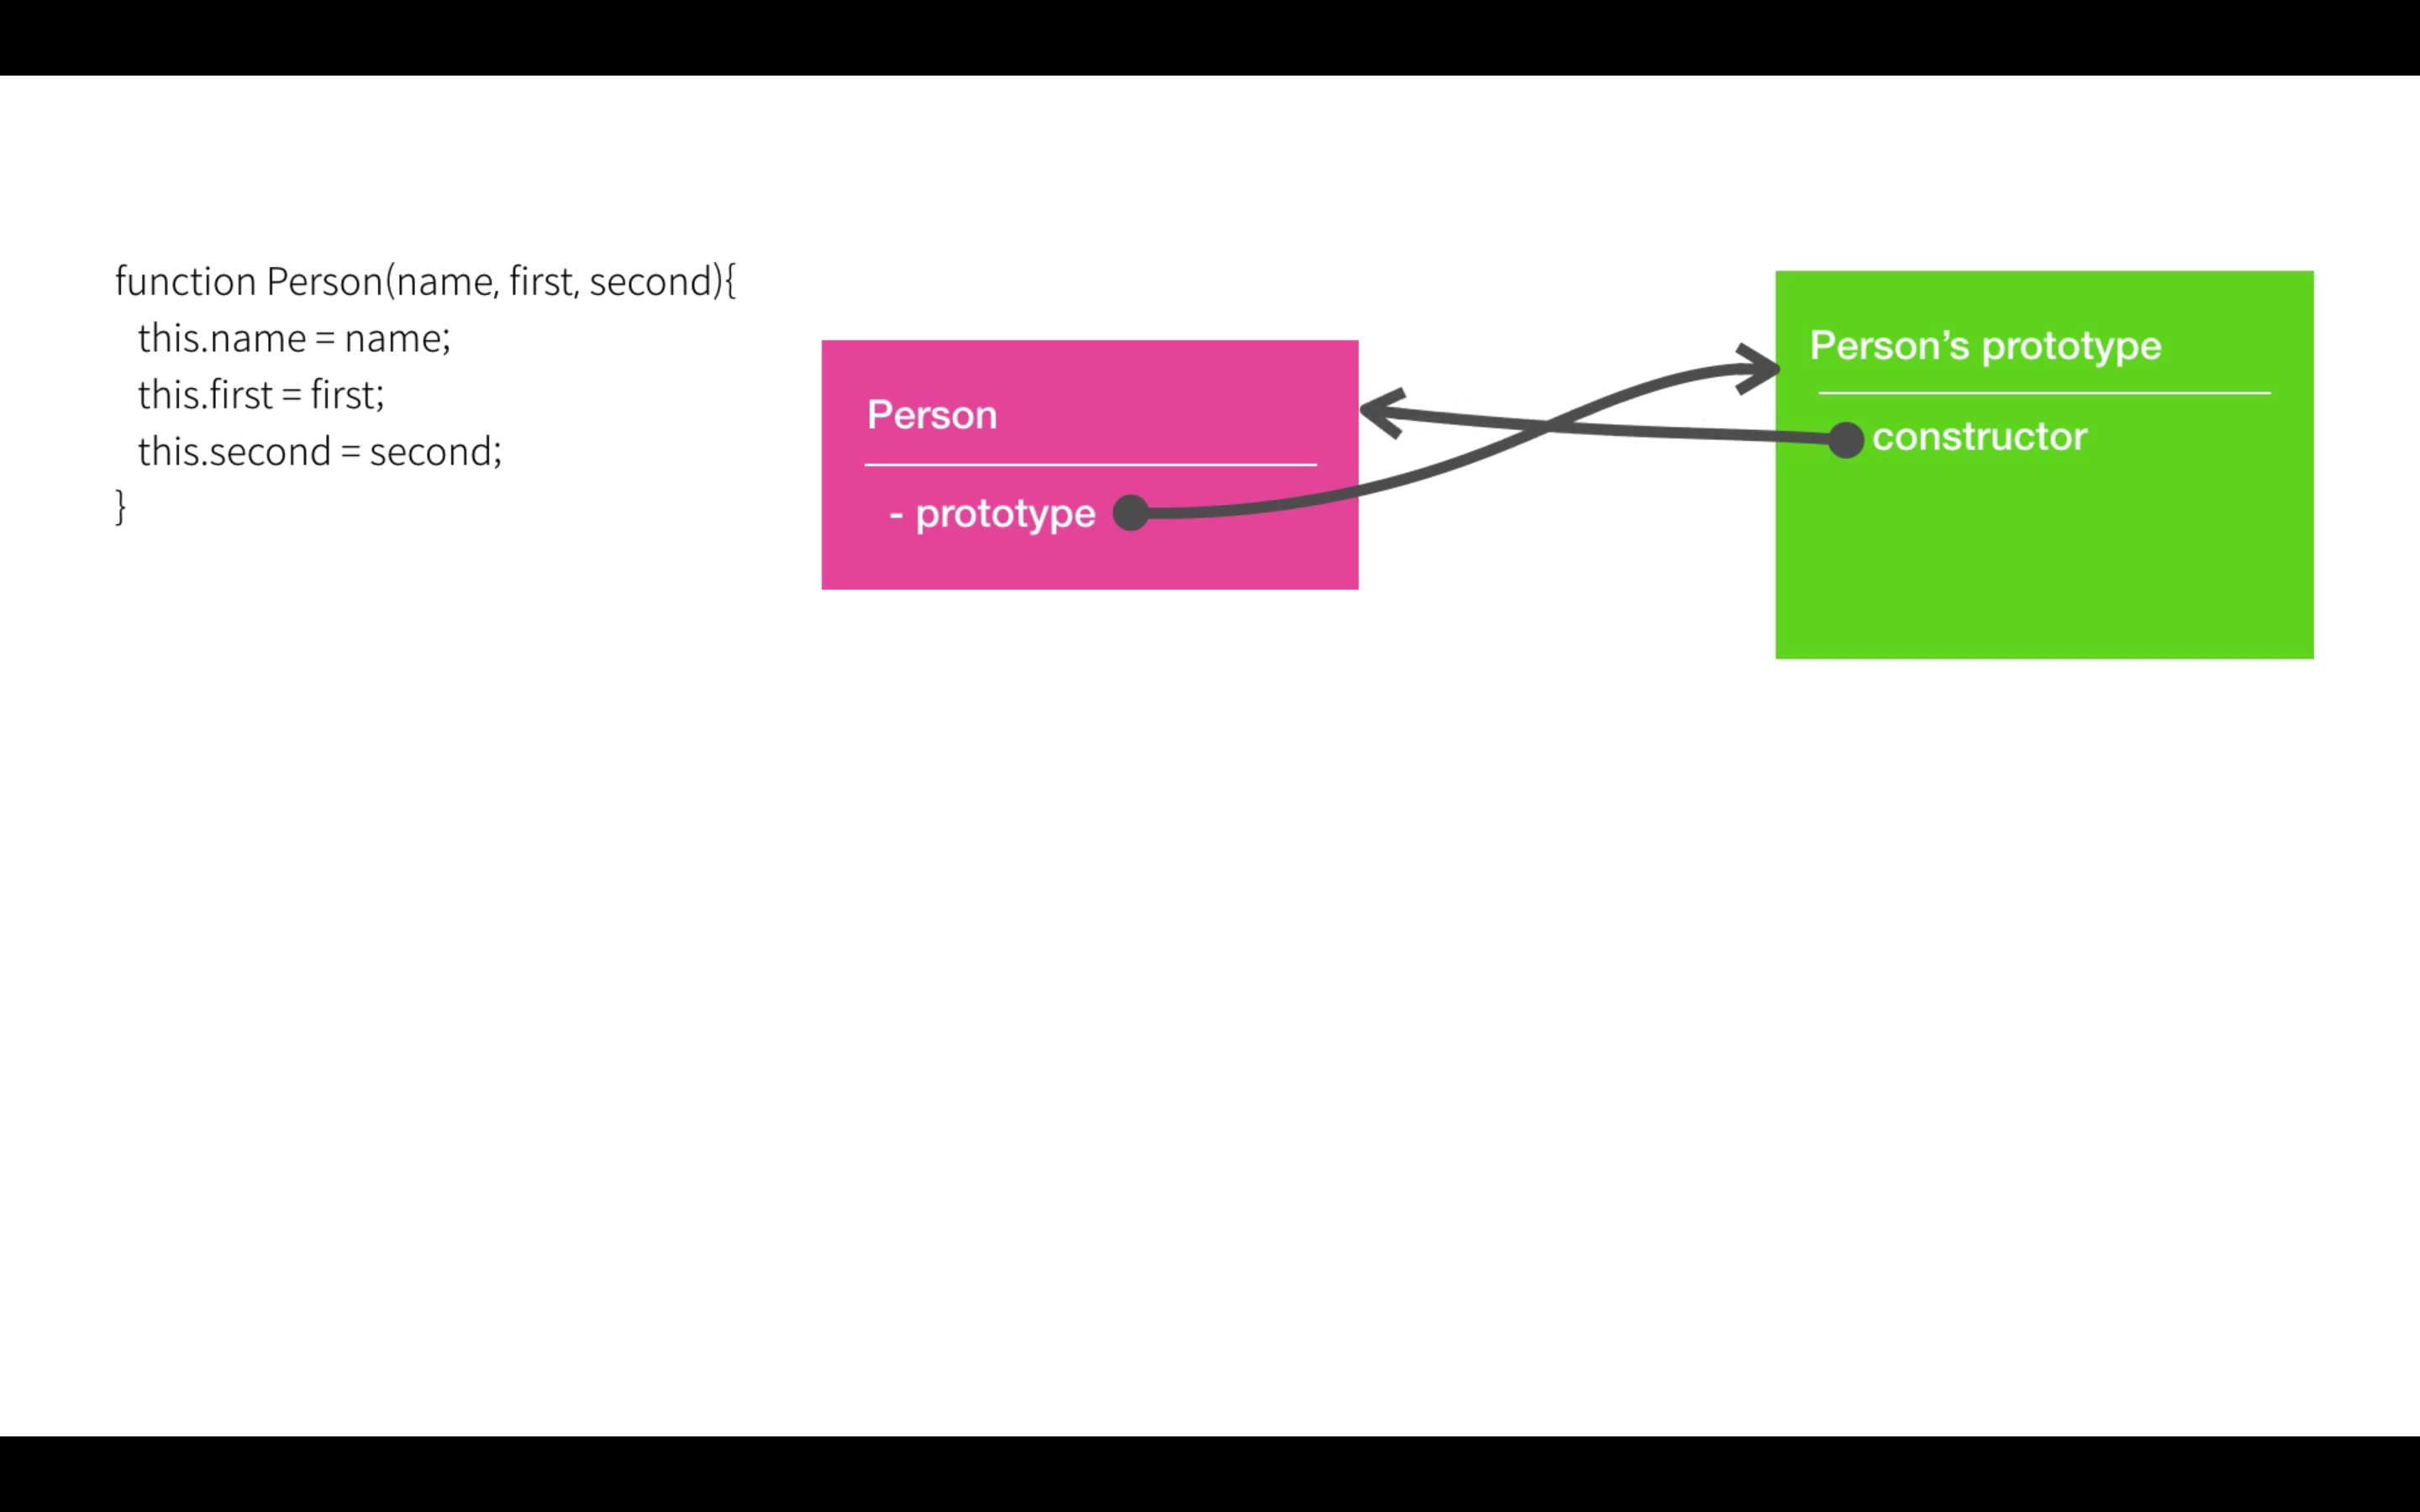 function Person(name, first, second){
this.name = name;
this.first = first;
this.second = second;
}
Person
- prototype
Person’s prototype
constructor